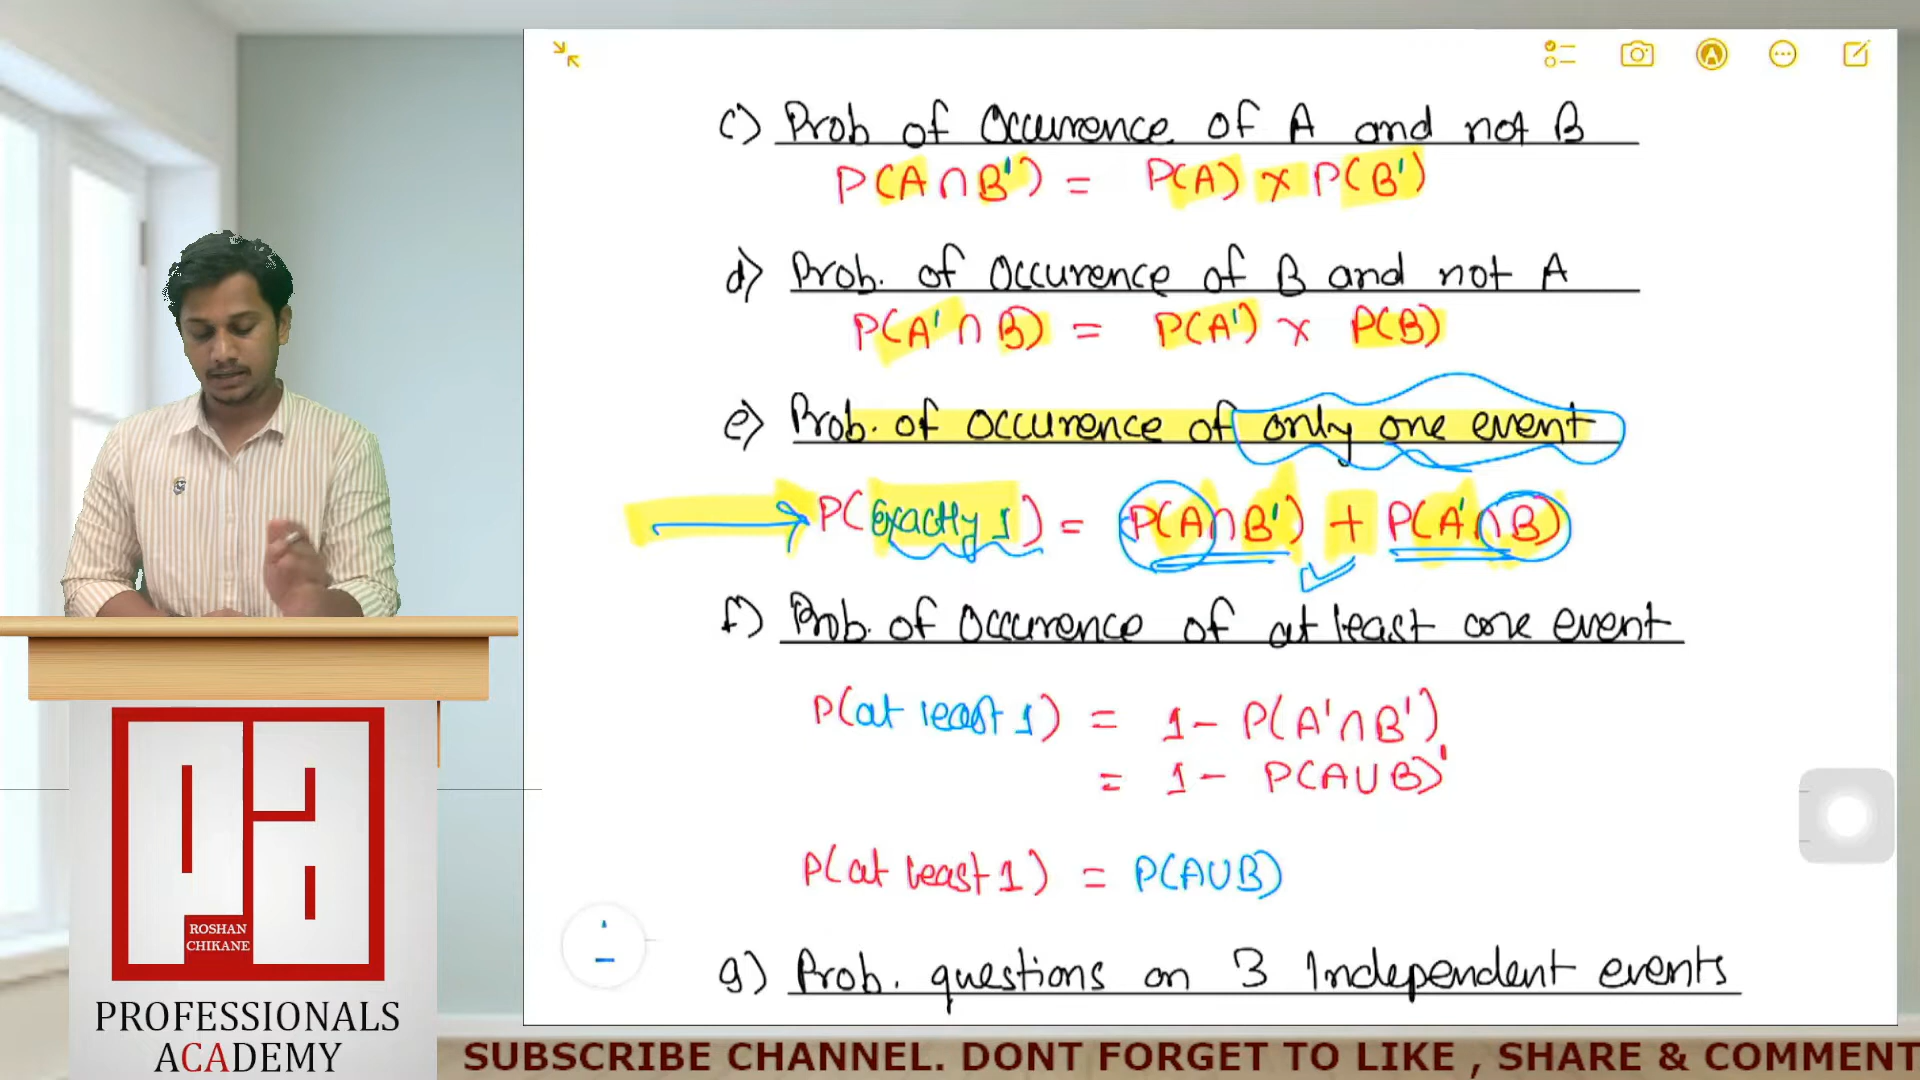 c) Prob of Occurence of A and not B
P(A∩B') = P(A) × P(B')
d) Prob. of Occurence of B and not A
P(A'∩B) = P(A') × P(B)
e) Prob. of Occurence of only one event
P(Exactly 1) = P(A∩B') + P(A'∩B)
f) Prob. of Occurence of at least one event
P(at least 1) = 1 - P(A'∩B')
= 1 - P(A∪B)'
P(at least 1) = P(A∪B)
g) Prob. questions on 3 Independent events
ROSHAN
CHIKANE
PROFESSIONALS
ACADEMY
SUBSCRIBE CHANNEL. DONT FORGET TO LIKE , SHARE & COMMENT